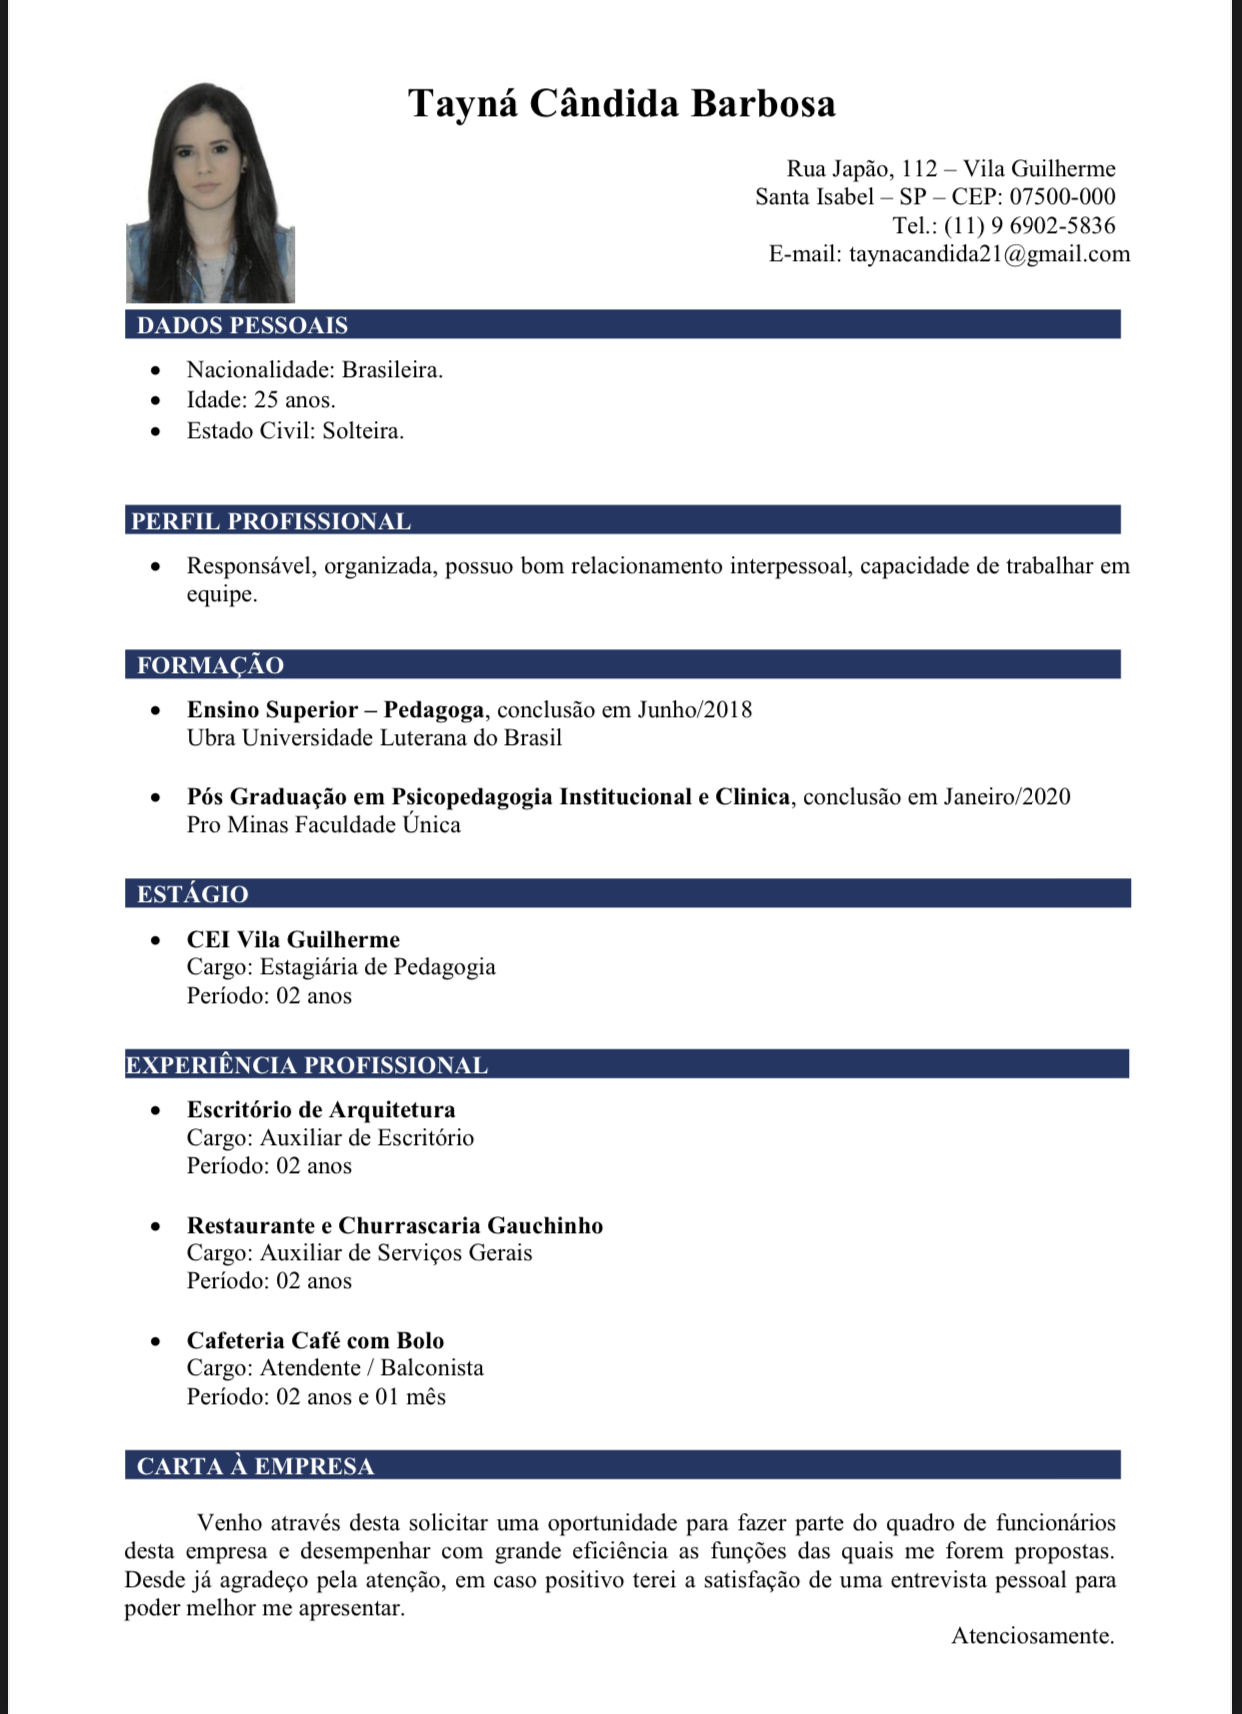 Tayná Cândida Barbosa
Rua Japão, 112 – Vila Guilherme
Santa Isabel – SP – CEP: 07500-000
Tel.: (11) 9 6902-5836
E-mail: taynacandida21@gmail.com
DADOS PESSOAIS
• Nacionalidade: Brasileira.
• Idade: 25 anos.
• Estado Civil: Solteira.
PERFIL PROFISSIONAL
• Responsável, organizada, possuo bom relacionamento interpessoal, capacidade de trabalhar em
equipe.
FORMAÇÃO
• Ensino Superior – Pedagoga, conclusão em Junho/2018
Ubra Universidade Luterana do Brasil
• Pós Graduação em Psicopedagogia Institucional e Clinica, conclusão em Janeiro/2020
Pro Minas Faculdade Única
ESTÁGIO
• CEI Vila Guilherme
Cargo: Estagiária de Pedagogia
Período: 02 anos
EXPERIÊNCIA PROFISSIONAL
• Escritório de Arquitetura
Cargo: Auxiliar de Escritório
Período: 02 anos
• Restaurante e Churrascaria Gauchinho
Cargo: Auxiliar de Serviços Gerais
Período: 02 anos
• Cafeteria Café com Bolo
Cargo: Atendente / Balconista
Período: 02 anos e 01 mês
CARTA À EMPRESA
Venho através desta solicitar uma oportunidade para fazer parte do quadro de funcionários
desta empresa e desempenhar com grande eficiência as funções das quais me forem propostas.
Desde já agradeço pela atenção, em caso positivo terei a satisfação de uma entrevista pessoal para
poder melhor me apresentar.
Atenciosamente.